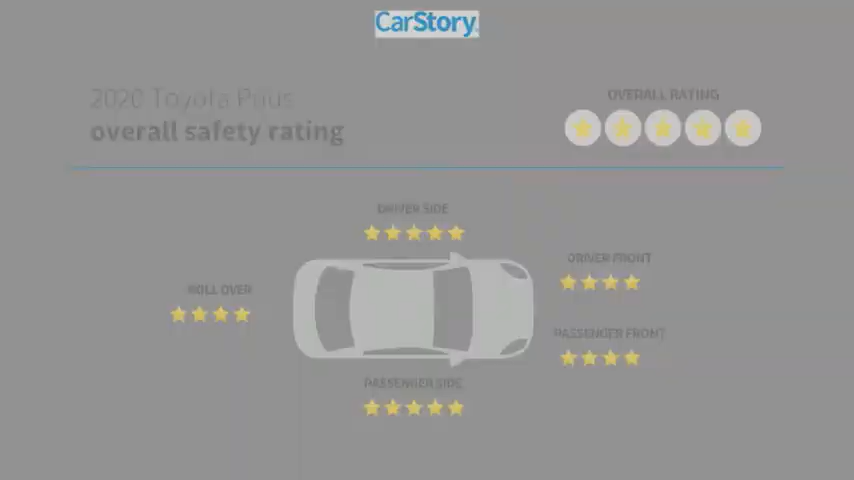 CarStory
2020 Toyota Prius
overall safety rating
OVERALL RATING
DRIVER SIDE
DRIVER FRONT
ROLL OVER
PASSENGER FRONT
PASSENGER SIDE